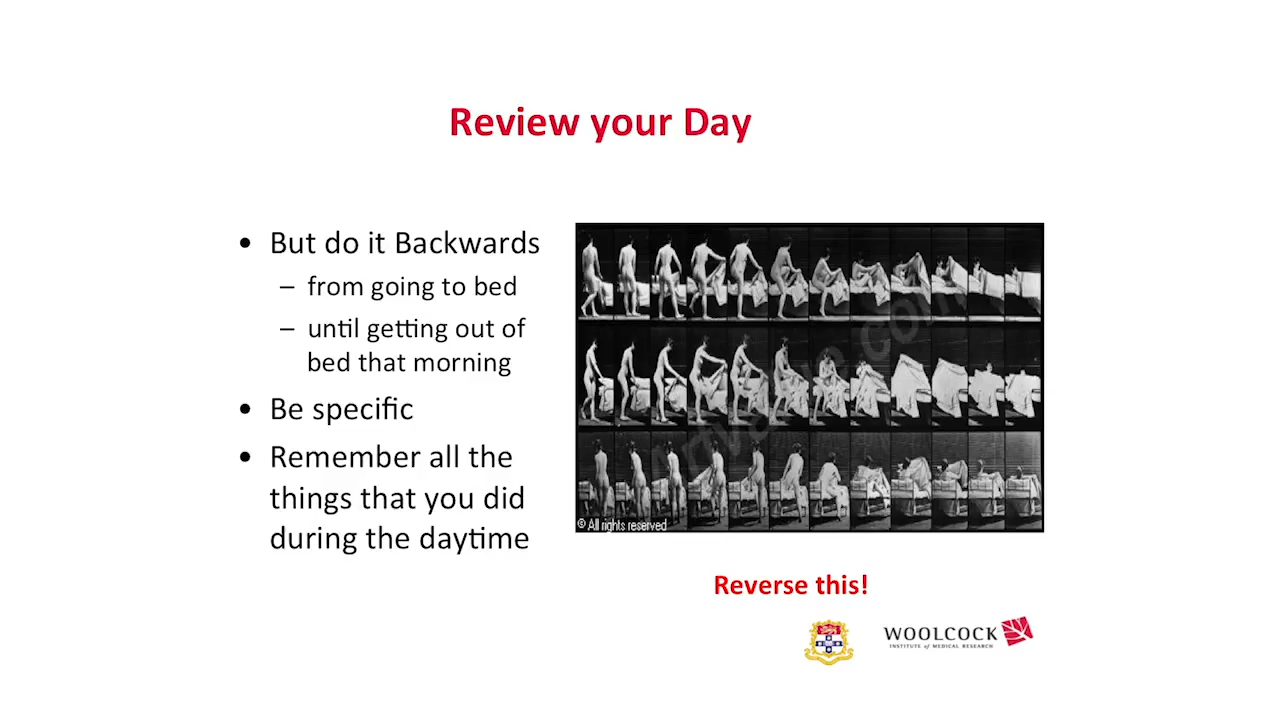 Review your Day
• But do it Backwards
– from going to bed
– until getting out of
bed that morning
• Be specific
• Remember all the
things that you did
during the daytime
© All rights reserved
Reverse this!
WOOLCOCK
INSTITUTE of MEDICAL RESEARCH